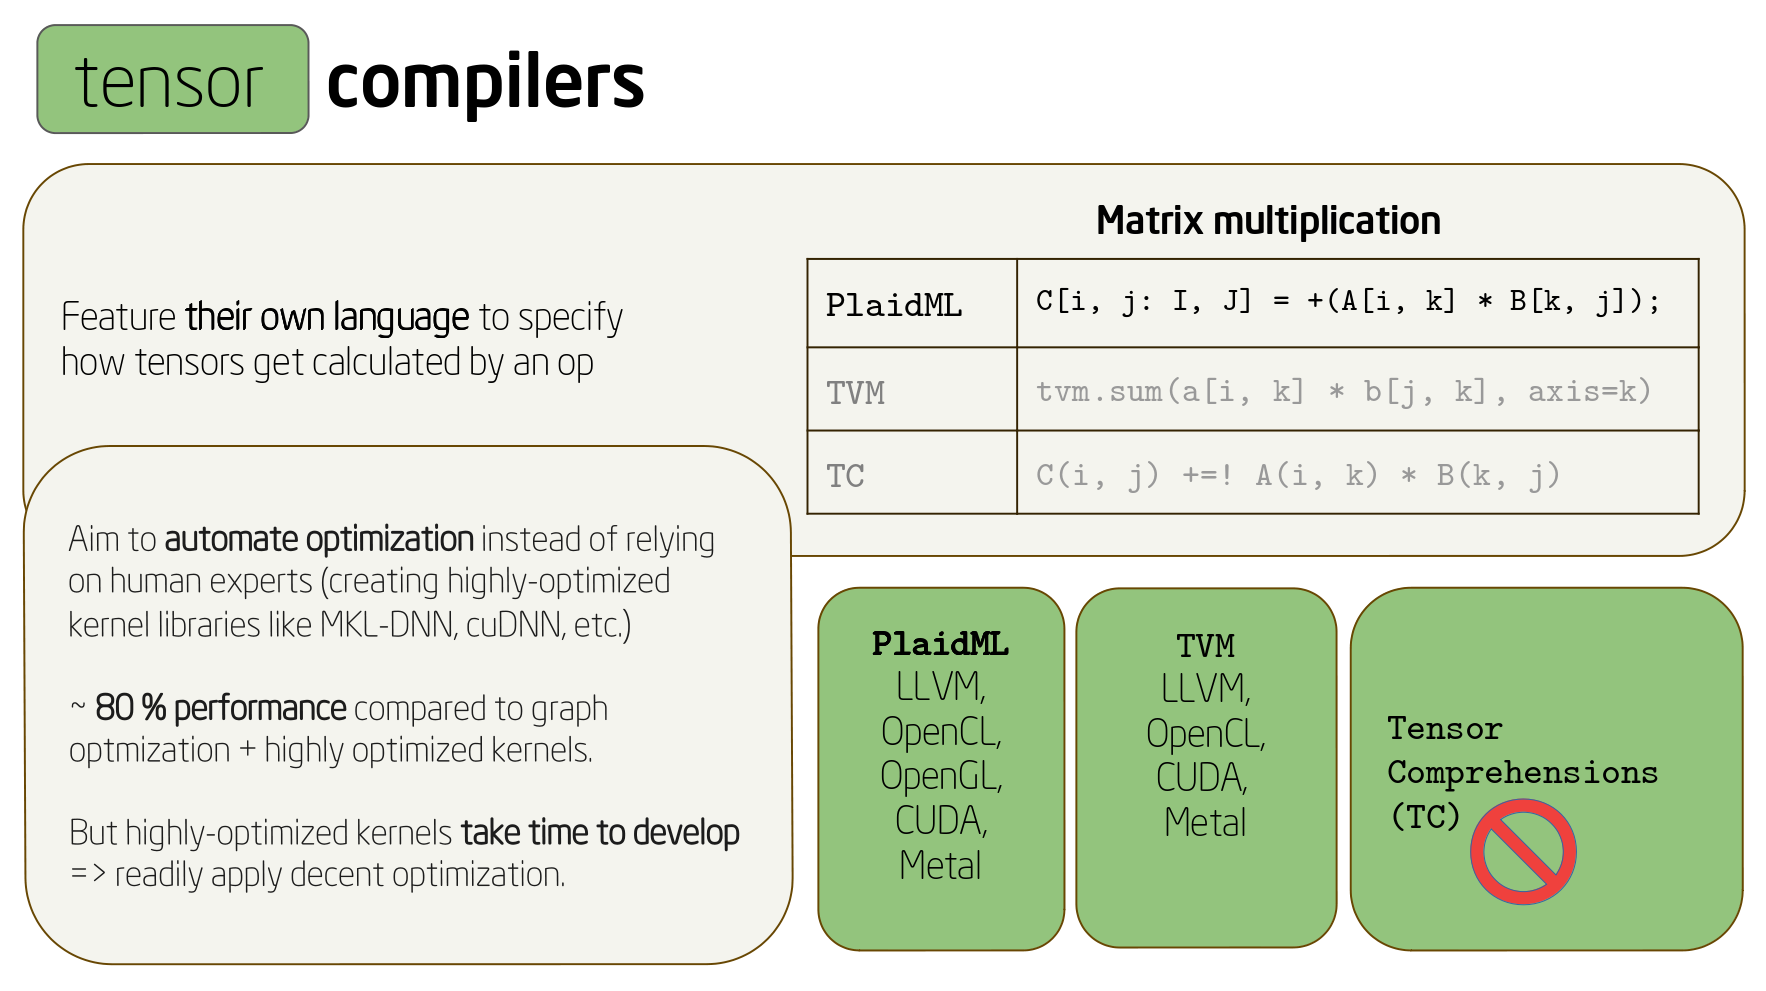 tensor compilers
Feature their own language to specify
how tensors get calculated by an op
Matrix multiplication
PlaidML C[i, j: I, J] = +(A[i, k] * B[k, j]);
TVM tvm.sum(a[i, k] * b[j, k], axis=k)
TC C(i, j) +=! A(i, k) * B(k, j)
Aim to automate optimization instead of relying
on human experts (creating highly-optimized
kernel libraries like MKL-DNN, cuDNN, etc.)
~ 80 % performance compared to graph
optmization + highly optimized kernels.
But highly-optimized kernels take time to develop
=> readily apply decent optimization.
PlaidML
LLVM,
OpenCL,
OpenGL,
CUDA,
Metal
TVM
LLVM,
OpenCL,
CUDA,
Metal
Tensor
Comprehensions
(TC)